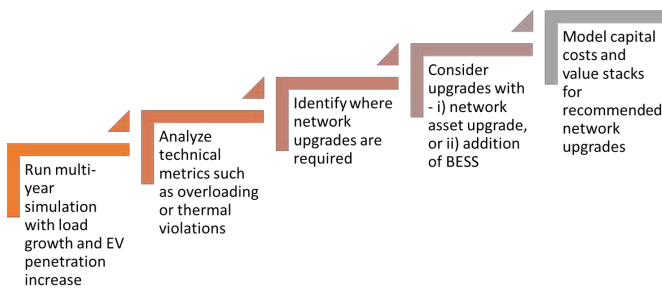 Run multi-
year
simulation
with load
growth and EV
penetration
increase
Analyze
technical
metrics such
as overloading
or thermal
violations
Identify where
network
upgrades are
required
Consider
upgrades with
- i) network
asset upgrade,
or ii) addition
of BESS
Model capital
costs and
value stacks
for
recommended
network
upgrades